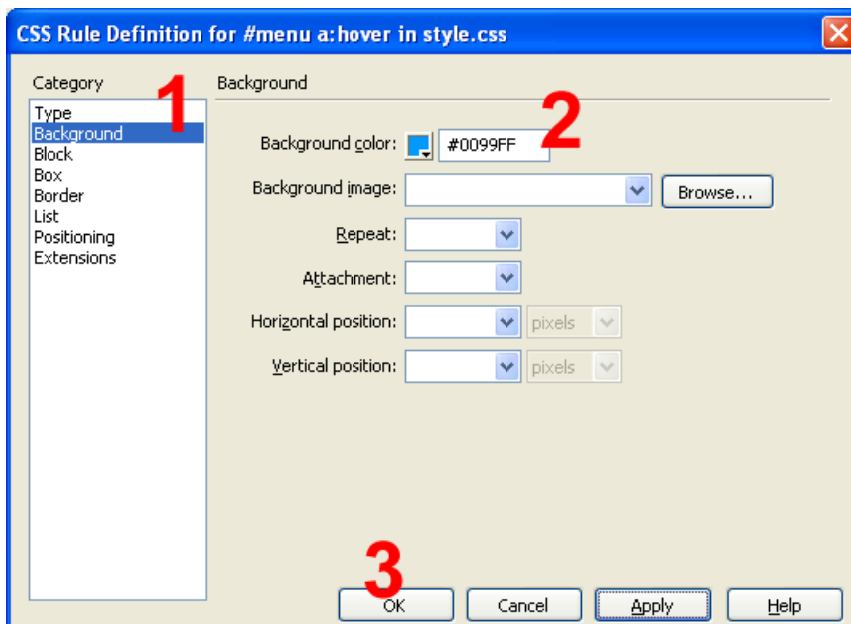 CSS Rule Definition for #menu a:hover in style.css
Category
Background
1
Type
Background
Block
Box
Border
List
Positioning
Extensions
2
Background color: #0099FF
Background image: Browse...
Repeat:
Attachment:
Horizontal position: pixels
Vertical position: pixels
3
OK Cancel Apply Help